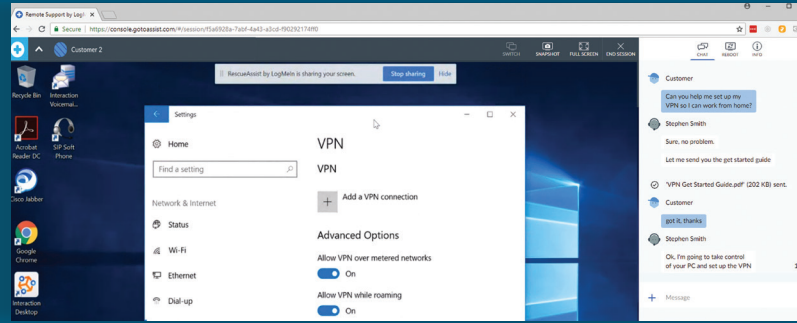 Remote Support by Logi
Secure | https://console.gotoassist.com/#/session/f5a6928a-7abf-4a43-a3cd-f90292174ff0
Customer 2
SWITCH
SNAPSHOT
FULL SCREEN
END SESSION
CHAT
REBOOT
INFO
RescueAssist by LogMeIn is sharing your screen.
Stop sharing
Hide
Recycle Bin
Interaction
Voicemai...
Acrobat
Reader DC
SIP Soft
Phone
Cisco Jabber
Google
Chrome
Interaction
Desktop
Settings
Home
Find a setting
Network & Internet
Status
Wi-Fi
Ethernet
Dial-up
VPN
VPN
Add a VPN connection
Advanced Options
Allow VPN over metered networks
On
Allow VPN while roaming
On
Customer
Can you help me set up my
VPN so I can work from home?
Stephen Smith
Sure, no problem.
Let me send you the get started guide
"VPN Get Started Guide.pdf" (202 KB) sent.
Customer
got it, thanks
Stephen Smith
Ok, I'm going to take control
of your PC and set up the VPN
Message